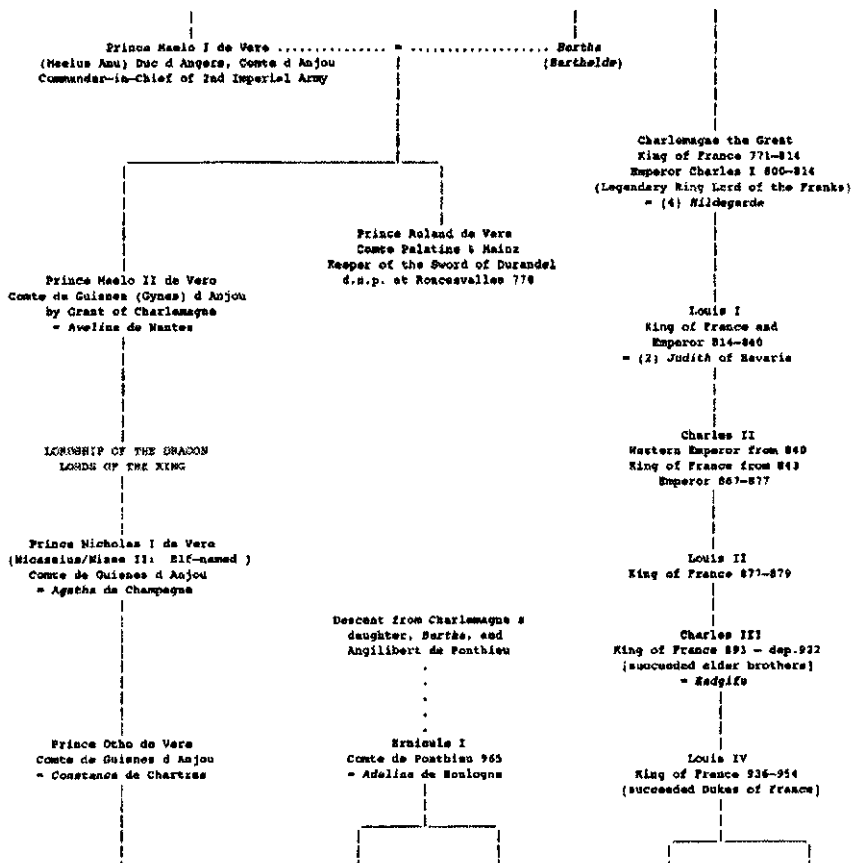 Prince Maelo I de Vere .............. = .............. Bertha
(Meelus Anu) Duc d Angers, Comte d Anjou (Berthelde)
Commander-in-Chief of 2nd Imperial Army
Charlemagne the Great
King of France 771-814
Emperor Charles I 800-814
(Legendary Ring Lord of the Franks)
= (4) Hildegarde
Prince Roland de Vere
Comte Palatine & Mainz
Keeper of the Sword of Durandel
d.s.p. at Roncesvalles 778
Prince Maelo II de Vere
Comte de Guisnes (Gynes) d Anjou
by Grant of Charlemagne
= Avelina de Nantes
Louis I
King of France and
Emperor 814-840
= (2) Judith of Bavaria
LORDSHIP OF THE DRAGON
LORDS OF THE RING
Charles II
Western Emperor from 840
King of France from 843
Emperor 867-877
Prince Nicholas I de Vere
(Nicassius/Nisse II: Elf-named )
Comte de Guisnes d Anjou
= Agatha de Champagne
Louis II
King of France 877-879
Descent from Charlemagne s
daughter, Bertha, and
Angilibert de Ponthieu
Charles III
King of France 893 - dep.922
(succeeded elder brothers)
= Eadgifu
Prince Otho de Vere
Comte de Guisnes d Anjou
= Constance de Chartres
Ernicule I
Comte de Ponthieu 965
= Adelina de Boulogne
Louis IV
King of France 936-954
(succeeded Dukes of France)